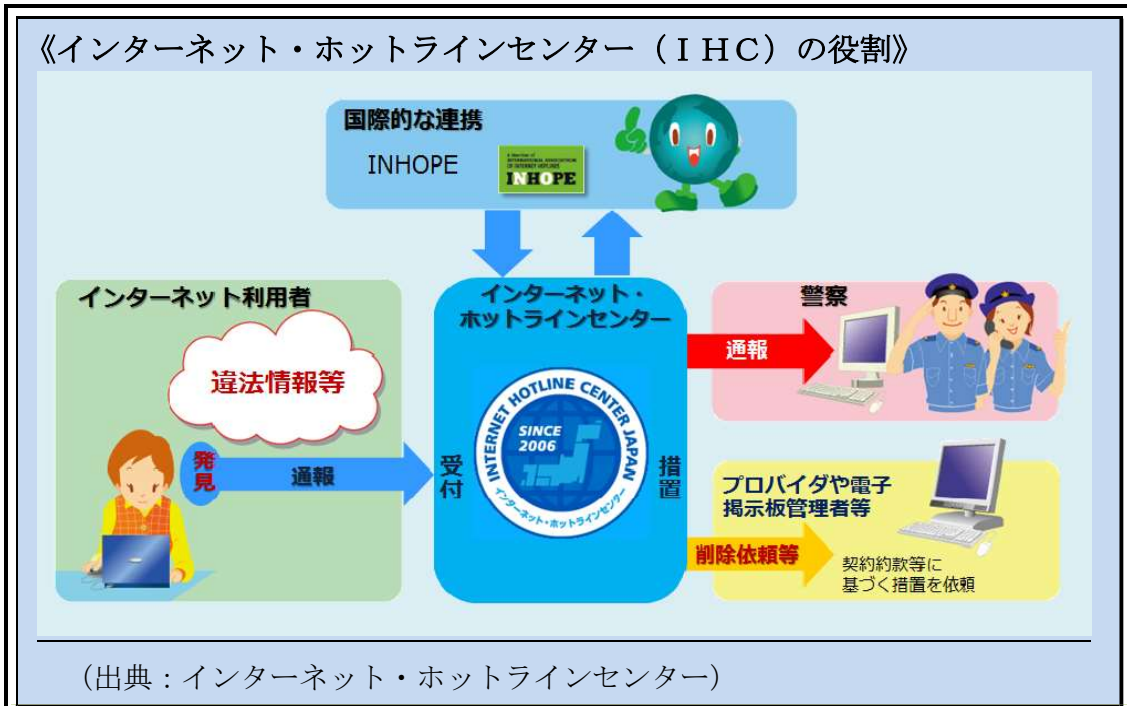 《インターネット・ホットラインセンター（ＩＨＣ）の役割》
国際的な連携
INHOPE
A Member of
INTERNATIONAL ASSOCIATION
OF INTERNET HOTLINES
INHOPE
インターネット利用者
違法情報等
発見
通報
インターネット・
ホットラインセンター
受付
INTERNET HOTLINE CENTER JAPAN
SINCE
2006
インターネット・ホットラインセンター
措置
警察
通報
プロバイダや電子
掲示板管理者等
削除依頼等
契約約款等に
基づく措置を依頼
（出典：インターネット・ホットラインセンター）